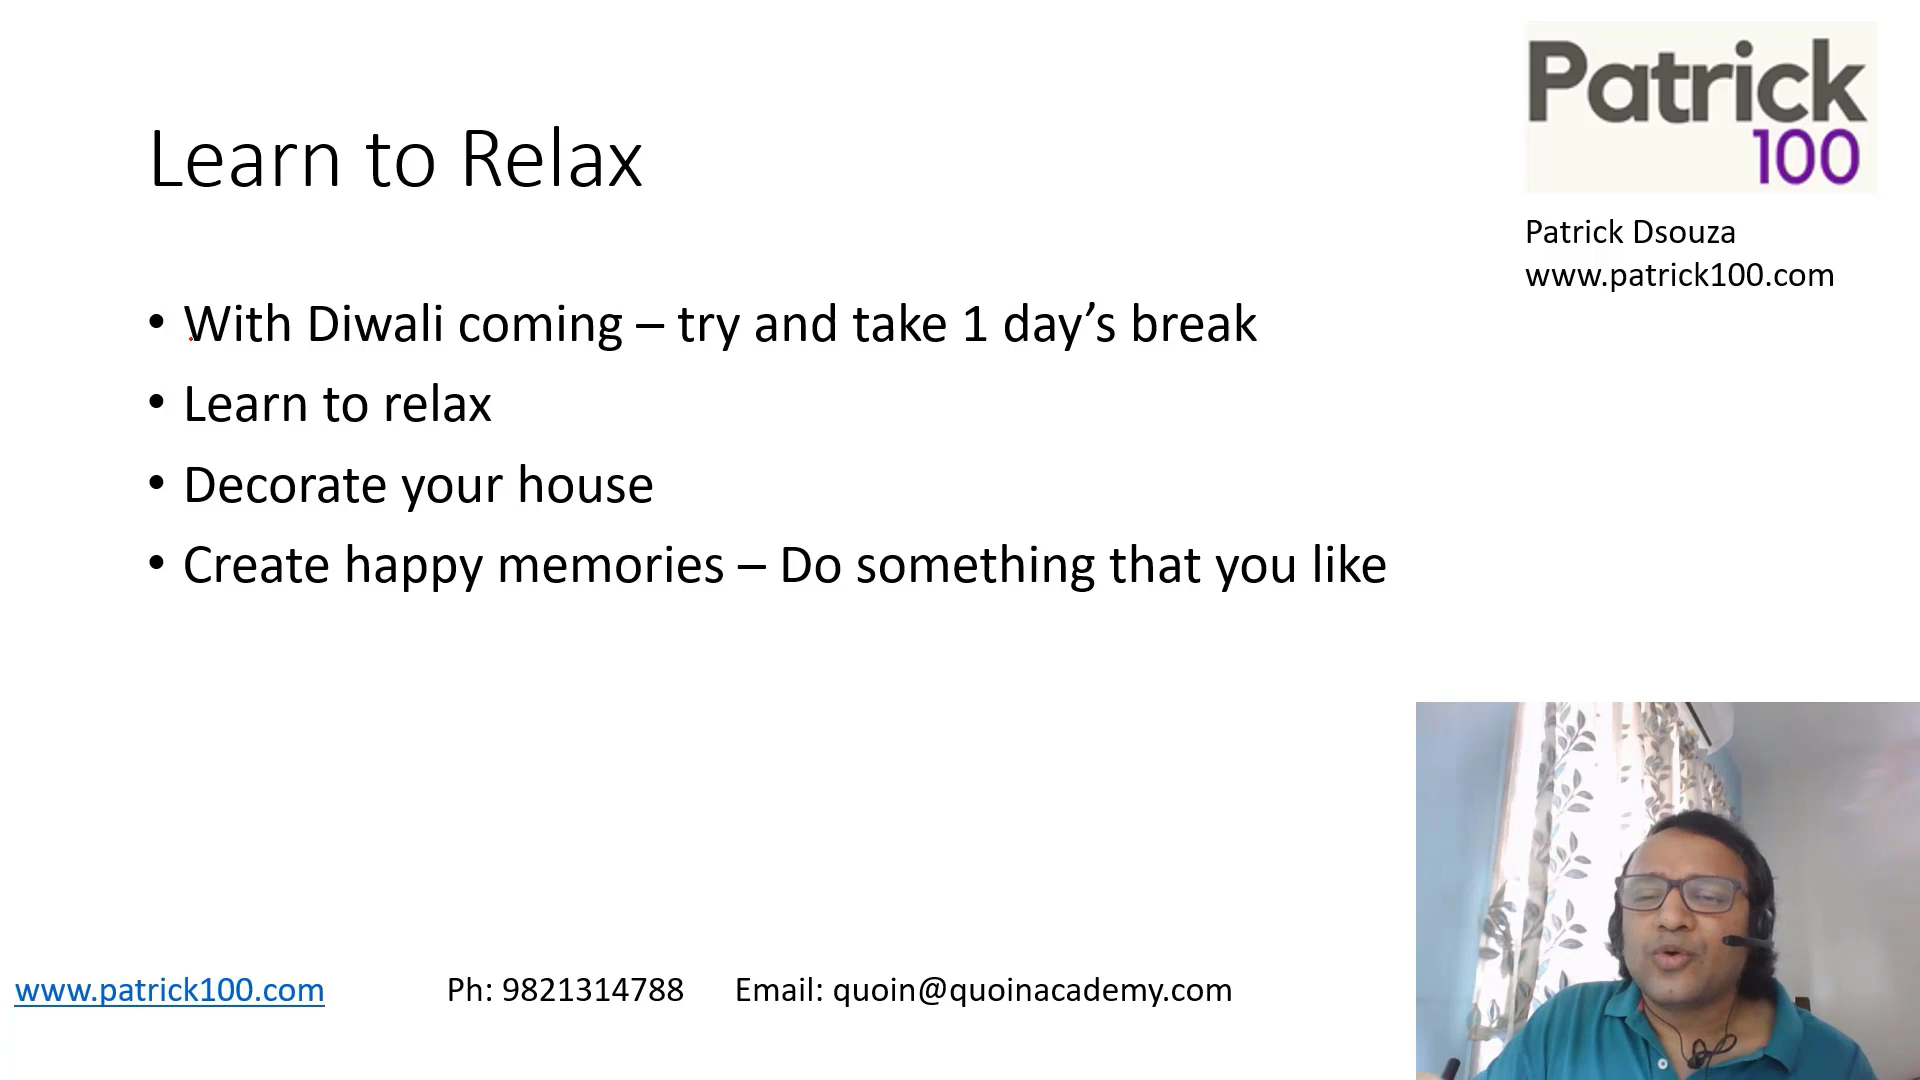 Patrick
100
Patrick Dsouza
www.patrick100.com
Learn to Relax
• With Diwali coming – try and take 1 day’s break
• Learn to relax
• Decorate your house
• Create happy memories – Do something that you like
www.patrick100.com Ph: 9821314788 Email: quoin@quoinacademy.com